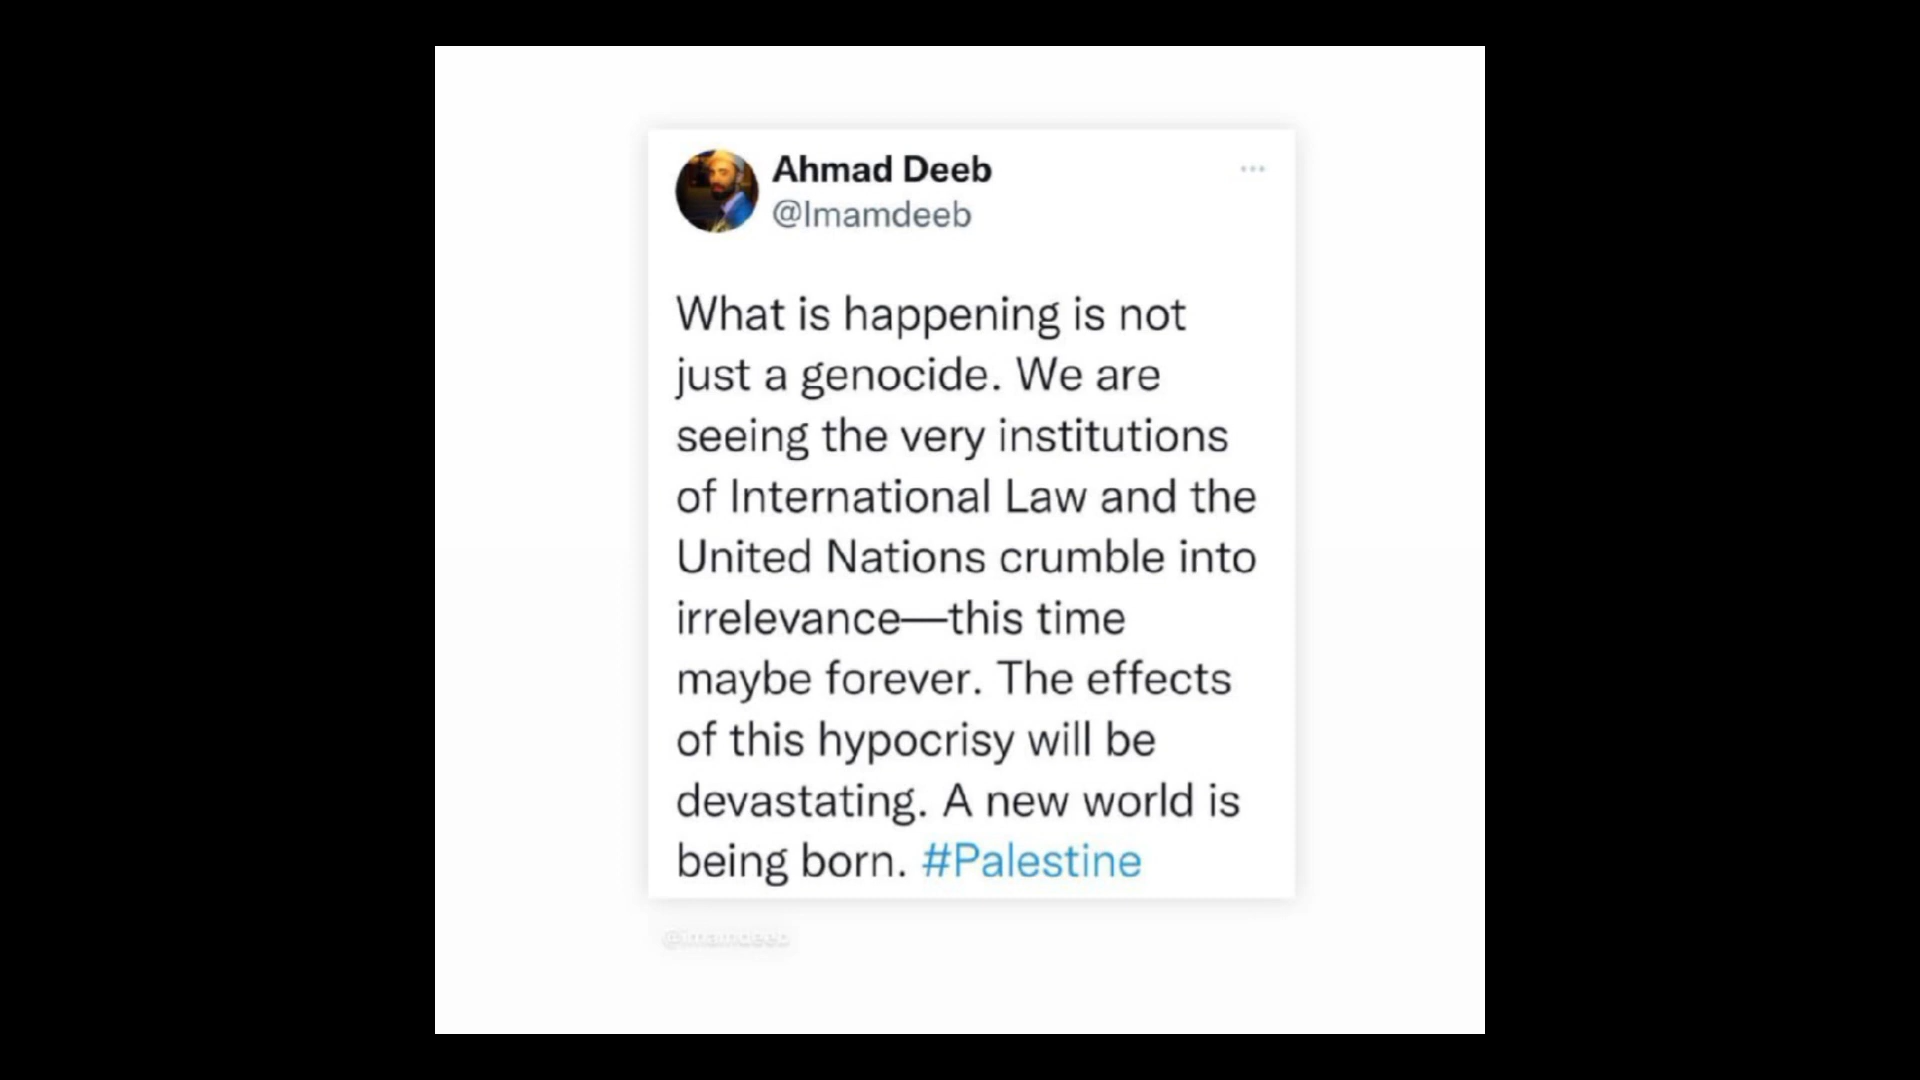 Ahmad Deeb
@Imamdeeb
What is happening is not
just a genocide. We are
seeing the very institutions
of International Law and the
United Nations crumble into
irrelevance—this time
maybe forever. The effects
of this hypocrisy will be
devastating. A new world is
being born. #Palestine
@imamdeeb